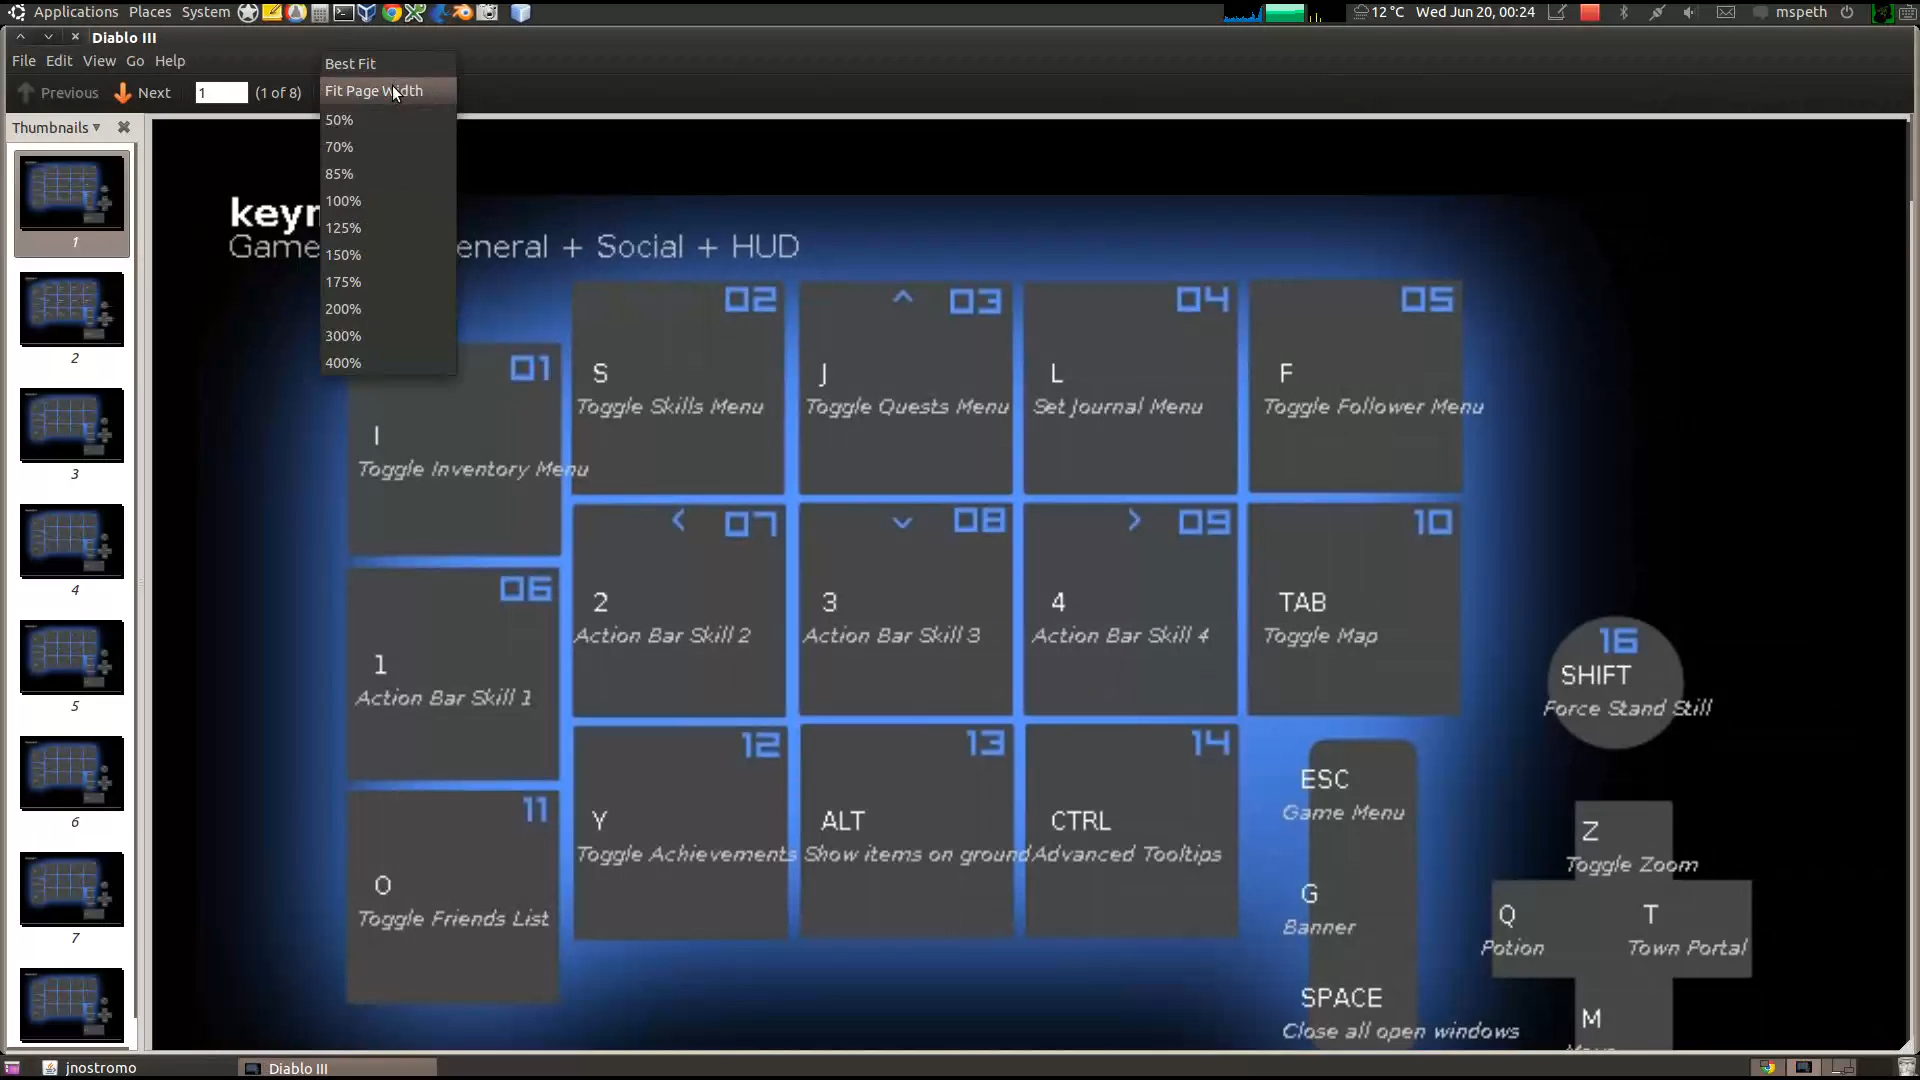 Applications Places System
12 °C Wed Jun 20, 00:24 mspeth
Diablo III
File Edit View Go Help
Previous Next 1 (1 of 8)
Best Fit
Fit Page Width
50%
70%
85%
100%
125%
150%
175%
200%
300%
400%
Thumbnails
1
2
3
4
5
6
7
eneral + Social + HUD
01
I
Toggle Inventory Menu
02
S
Toggle Skills Menu
^ 03
J
Toggle Quests Menu
04
L
Set Journal Menu
05
F
Toggle Follower Menu
06
1
Action Bar Skill 1
< 07
2
Action Bar Skill 2
08
3
Action Bar Skill 3
> 09
4
Action Bar Skill 4
10
TAB
Toggle Map
11
O
Toggle Friends List
12
Y
Toggle Achievements
13
ALT
Show items on ground
14
CTRL
Advanced Tooltips
ESC
Game Menu
G
Banner
SPACE
Close all open windows
16
SHIFT
Force Stand Still
Z
Toggle Zoom
Q
Potion
T
Town Portal
M
jnostromo
Diablo III